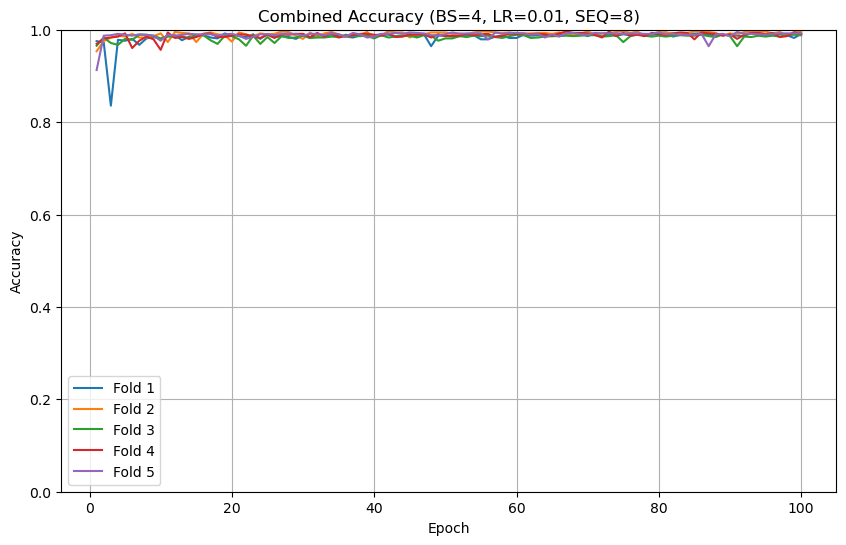 Combined Accuracy (BS=4, LR=0.01, SEQ=8)
Accuracy
1.0
0.8
0.6
0.4
0.2
0.0
Fold 1
Fold 2
Fold 3
Fold 4
Fold 5
0 20 40 60 80 100
Epoch